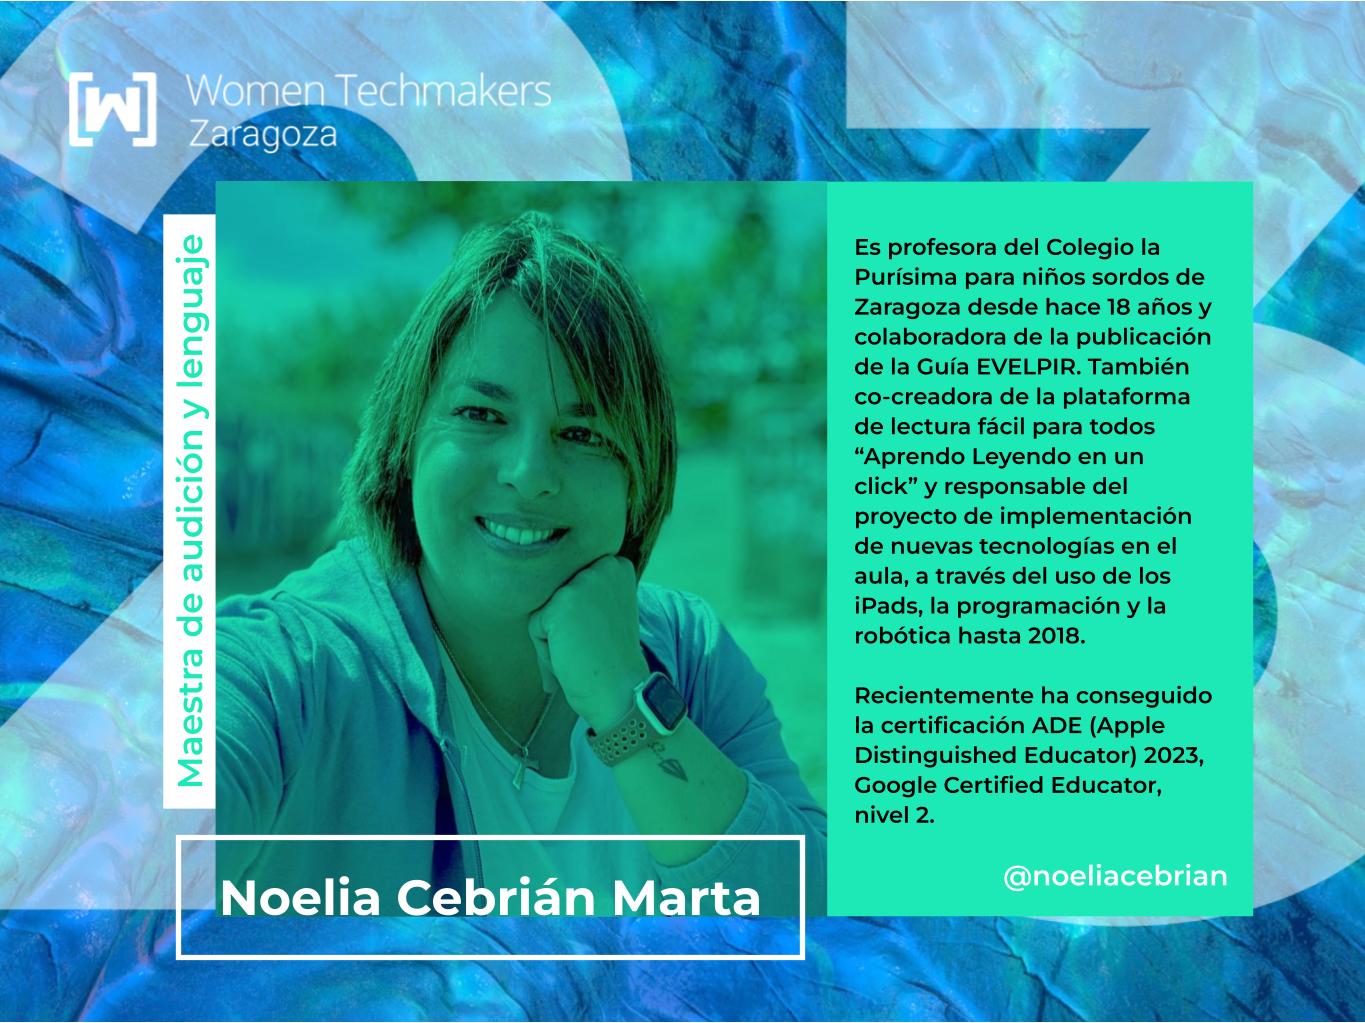 Women Techmakers
Zaragoza
Maestra de audición y lenguaje
Es profesora del Colegio la
Purísima para niños sordos de
Zaragoza desde hace 18 años y
colaboradora de la publicación
de la Guía EVELPIR. También
co-creadora de la plataforma
de lectura fácil para todos
“Aprendo Leyendo en un
click” y responsable del
proyecto de implementación
de nuevas tecnologías en el
aula, a través del uso de los
iPads, la programación y la
robótica hasta 2018.
Recientemente ha conseguido
la certificación ADE (Apple
Distinguished Educator) 2023,
Google Certified Educator,
nivel 2.
@noeliacebrian
Noelia Cebrián Marta